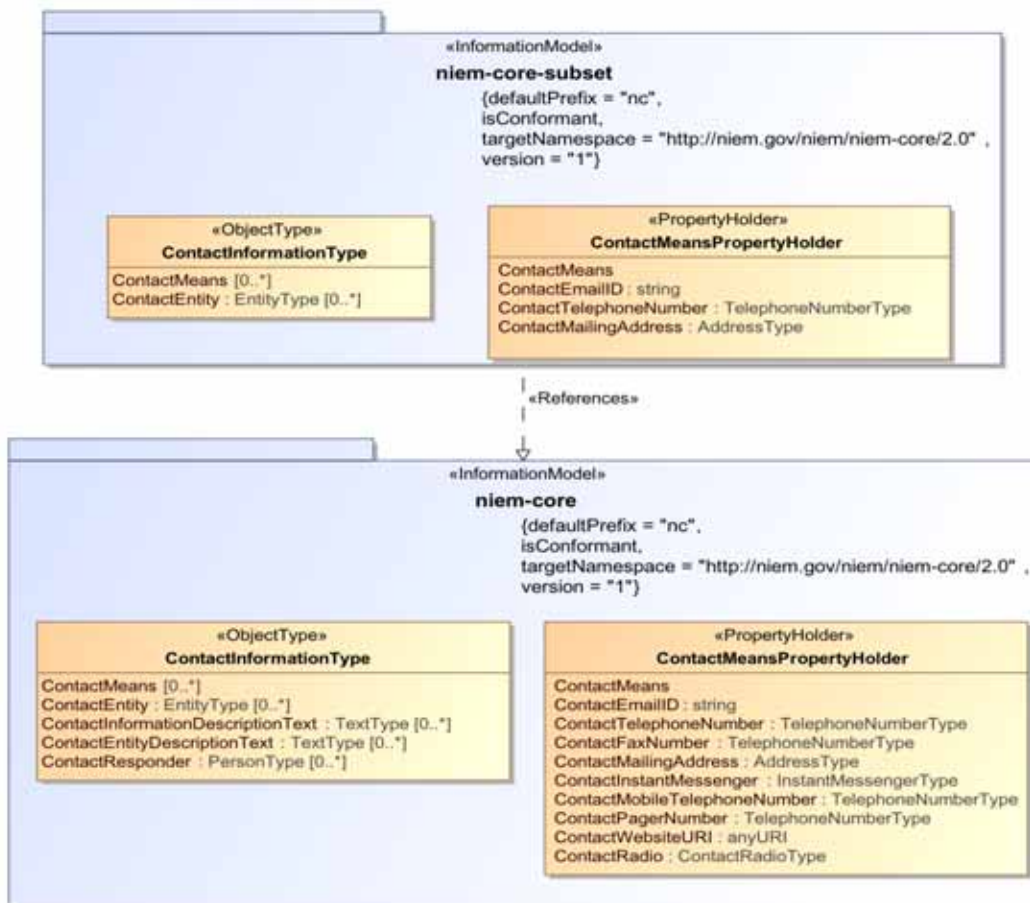 «InformationModel»
niem-core-subset
{defaultPrefix = "nc",
isConformant,
targetNamespace = "http://niem.gov/niem/niem-core/2.0" ,
version = "1"}
«ObjectType»
ContactInformationType
ContactMeans [0..*]
ContactEntity : EntityType [0..*]
«PropertyHolder»
ContactMeansPropertyHolder
ContactMeans
ContactEmailID : string
ContactTelephoneNumber : TelephoneNumberType
ContactMailingAddress : AddressType
«References»
«InformationModel»
niem-core
{defaultPrefix = "nc",
isConformant,
targetNamespace = "http://niem.gov/niem/niem-core/2.0" ,
version = "1"}
«ObjectType»
ContactInformationType
ContactMeans [0..*]
ContactEntity : EntityType [0..*]
ContactInformationDescriptionText : TextType [0..*]
ContactEntityDescriptionText : TextType [0..*]
ContactResponder : PersonType [0..*]
«PropertyHolder»
ContactMeansPropertyHolder
ContactMeans
ContactEmailID : string
ContactTelephoneNumber : TelephoneNumberType
ContactFaxNumber : TelephoneNumberType
ContactMailingAddress : AddressType
ContactInstantMessenger : InstantMessengerType
ContactMobileTelephoneNumber : TelephoneNumberType
ContactPagerNumber : TelephoneNumberType
ContactWebsiteURI : anyURI
ContactRadio : ContactRadioType